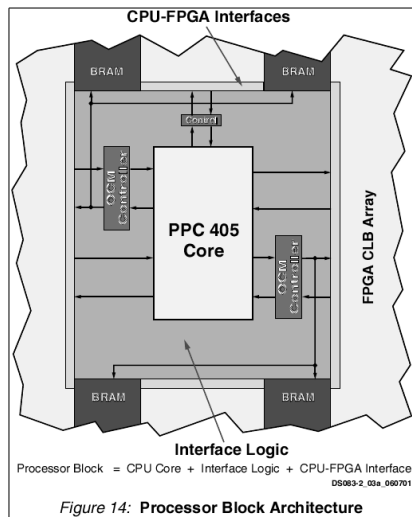 CPU-FPGA Interfaces
BRAM
BRAM
Control
OCM
Controller
PPC 405
Core
OCM
Controller
FPGA CLB Array
BRAM
BRAM
Interface Logic
Processor Block = CPU Core + Interface Logic + CPU-FPGA Interface
DS083-2_03a_060701
Figure 14: Processor Block Architecture